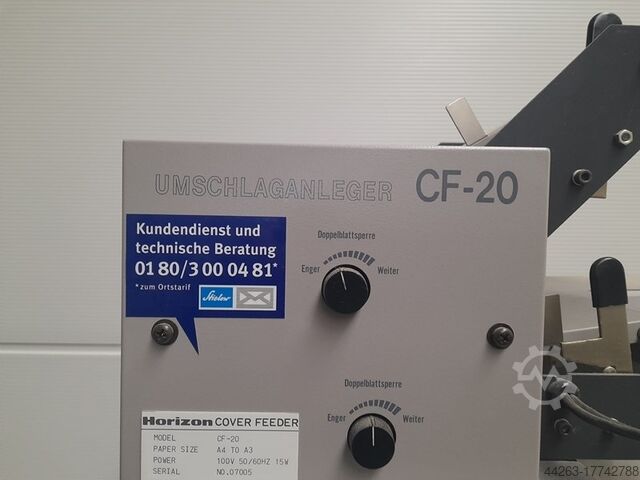 UMSCHLAGANLEGER CF-20
Kundendienst und
technische Beratung
01 80/3 00 04 81*
*zum Ortstarif
Stielow
Doppelblattsperre
Enger Weiter
Doppelblattsperre
Enger Weiter
Horizon COVER FEEDER
MODEL CF-20
PAPER SIZE A4 TO A3
POWER 100V 50/60HZ 15W
SERIAL NO.07005
44263-17742788